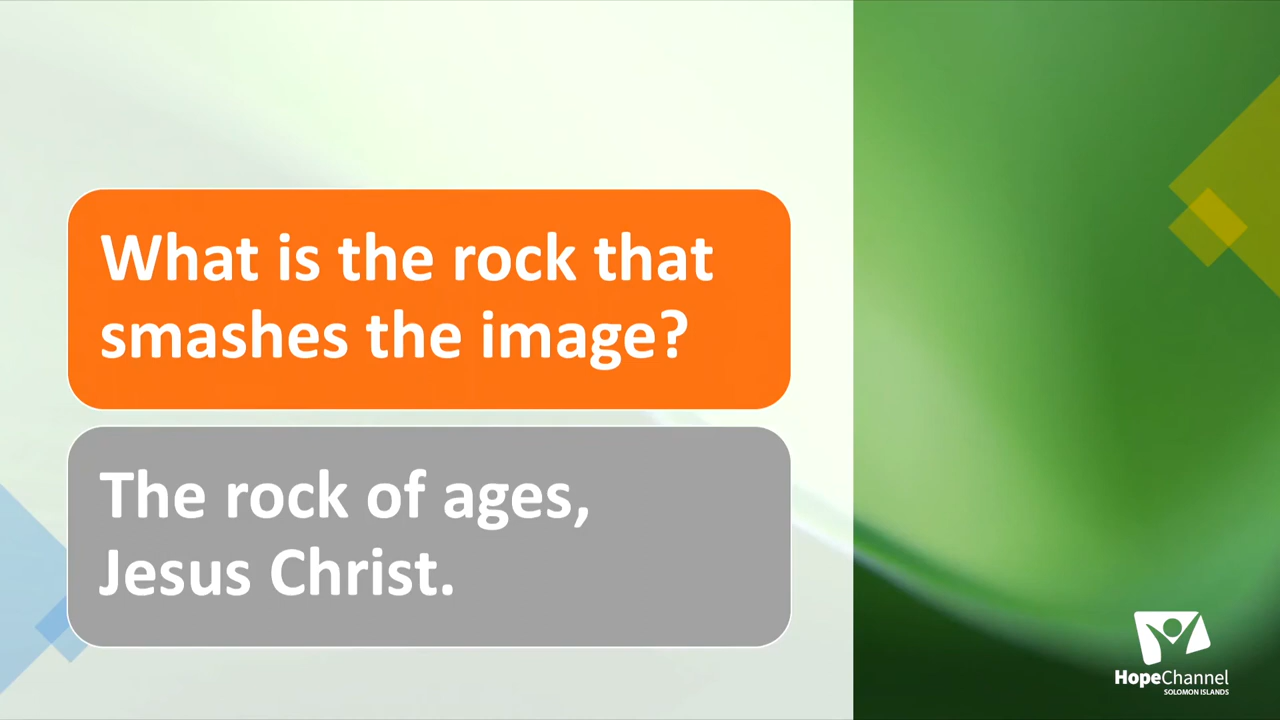 What is the rock that
smashes the image?
The rock of ages,
Jesus Christ.
HopeChannel
SOLOMON ISLANDS